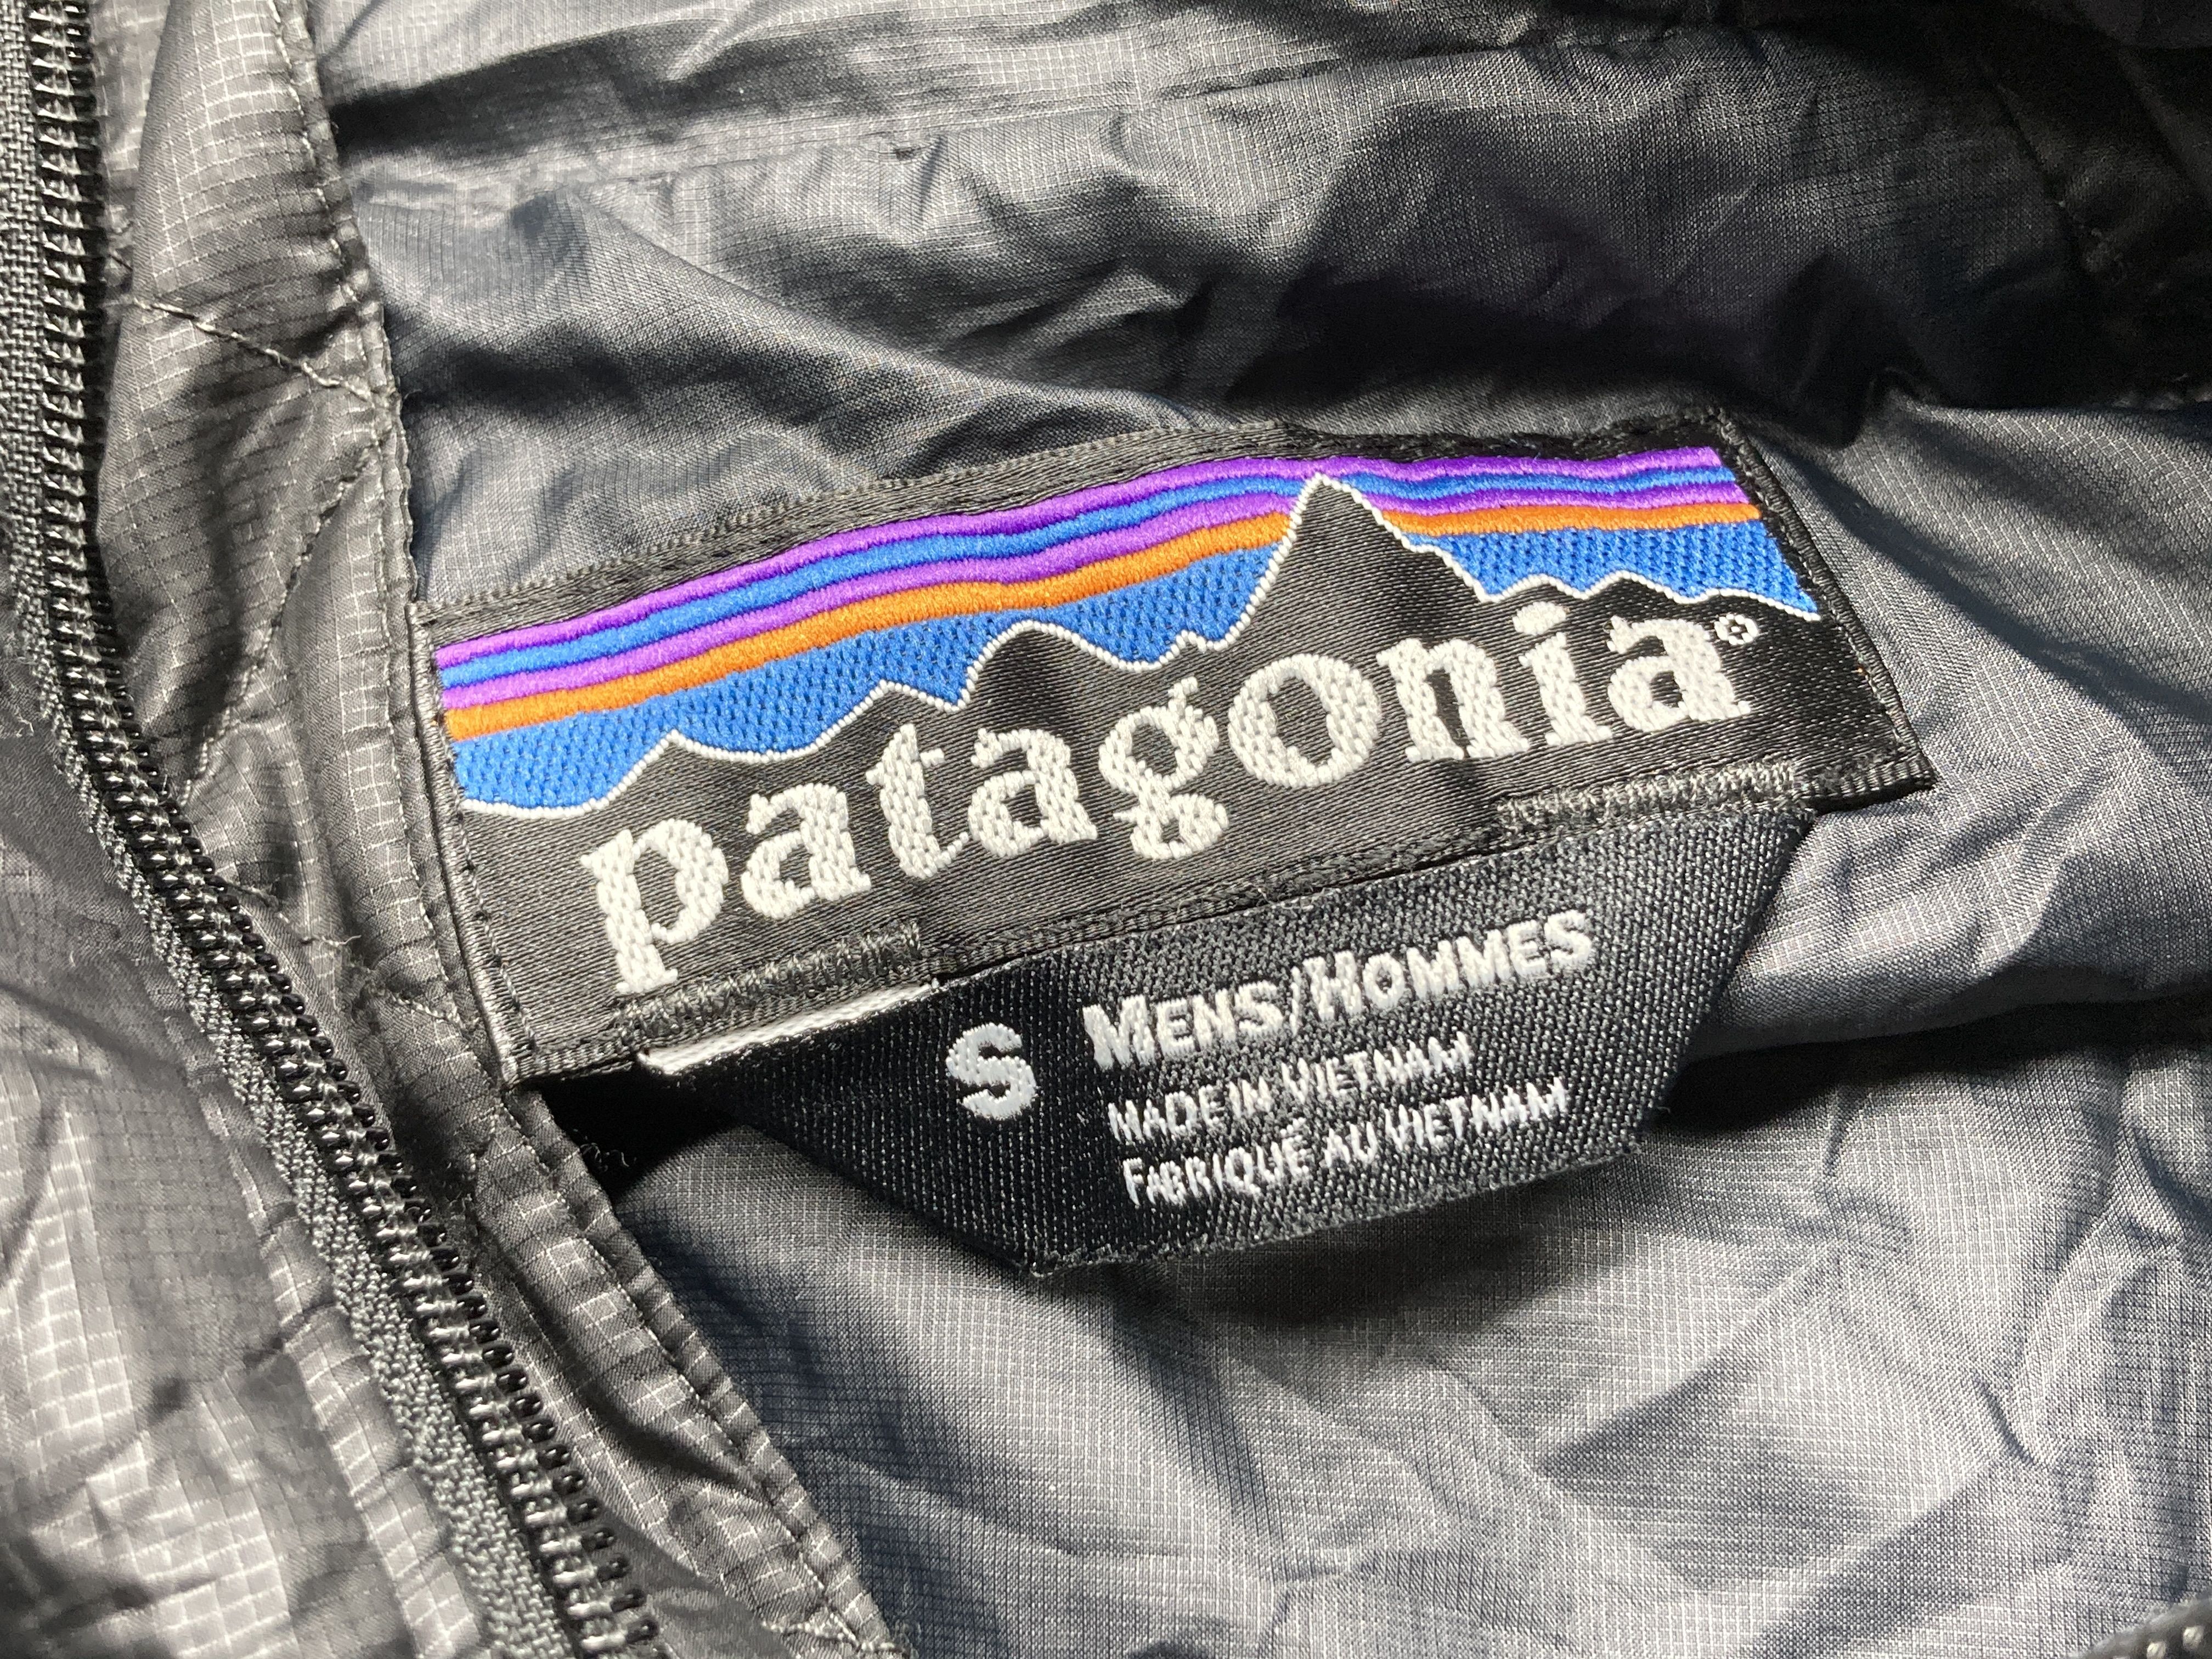 patagonia®
S MENS/HOMMES
MADE IN VIETNAM
FABRIQUÉ AU VIETNAM